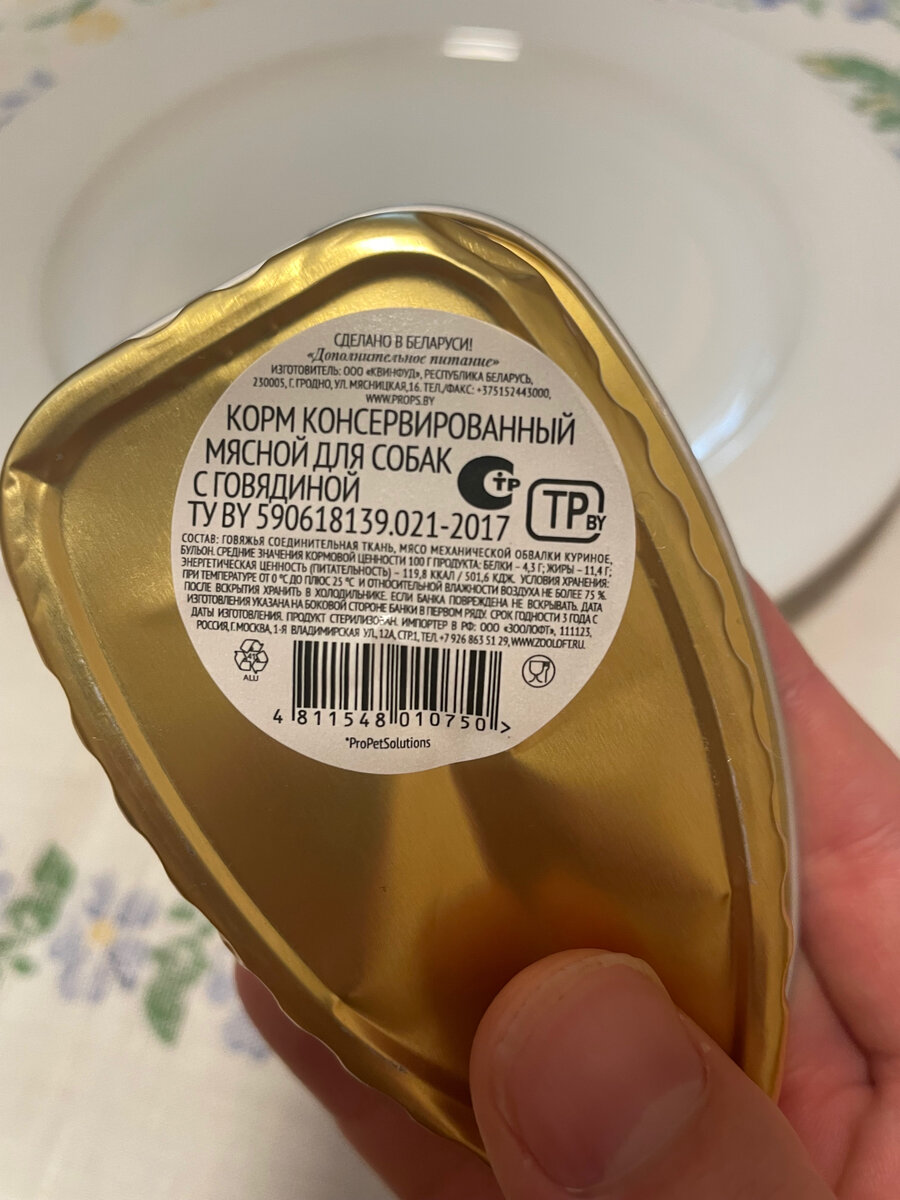 СДЕЛАНО В БЕЛАРУСИ!
«Дополнительное питание»
ИЗГОТОВИТЕЛЬ: ООО «КВИНФУД», РЕСПУБЛИКА БЕЛАРУСЬ,
230005, Г. ГРОДНО, УЛ. МЯСНИЦКАЯ,16. ТЕЛ./ФАКС: +375152443000,
WWW.PROPS.BY
КОРМ КОНСЕРВИРОВАННЫЙ
МЯСНОЙ ДЛЯ СОБАК
С ГОВЯДИНОЙ
ТУ BY 590618139.021-2017
СТР
ТР BY
СОСТАВ: ГОВЯЖЬЯ СОЕДИНИТЕЛЬНАЯ ТКАНЬ, МЯСО МЕХАНИЧЕСКОЙ ОБВАЛКИ КУРИНОЕ,
БУЛЬОН. СРЕДНИЕ ЗНАЧЕНИЯ КОРМОВОЙ ЦЕННОСТИ 100 Г ПРОДУКТА: БЕЛКИ – 4,3 Г; ЖИРЫ – 11,4 Г;
ЭНЕРГЕТИЧЕСКАЯ ЦЕННОСТЬ (ПИТАТЕЛЬНОСТЬ) – 119,8 ККАЛ / 501,6 КДЖ. УСЛОВИЯ ХРАНЕНИЯ:
ПРИ ТЕМПЕРАТУРЕ ОТ 0 °С ДО ПЛЮС 25 °С И ОТНОСИТЕЛЬНОЙ ВЛАЖНОСТИ ВОЗДУХА НЕ БОЛЕЕ 75 %.
ПОСЛЕ ВСКРЫТИЯ ХРАНИТЬ В ХОЛОДИЛЬНИКЕ. ЕСЛИ БАНКА ПОВРЕЖДЕНА НЕ ВСКРЫВАТЬ. ДАТА
ИЗГОТОВЛЕНИЯ УКАЗАНА НА БОКОВОЙ СТОРОНЕ БАНКИ В ПЕРВОМ РЯДУ. СРОК ГОДНОСТИ 3 ГОДА С
ДАТЫ ИЗГОТОВЛЕНИЯ. ПРОДУКТ СТЕРИЛИЗОВАН. ИМПОРТЕР В РФ: ООО «ЗООЛОФТ», 111123,
РОССИЯ, Г. МОСКВА, 1-Я ВЛАДИМИРСКАЯ УЛ., 12А, СТР.1, ТЕЛ. +7 926 863 51 29, WWW.ZOOLOFT.RU.
41
ALU
4 811548 010750 >
*ProPetSolutions